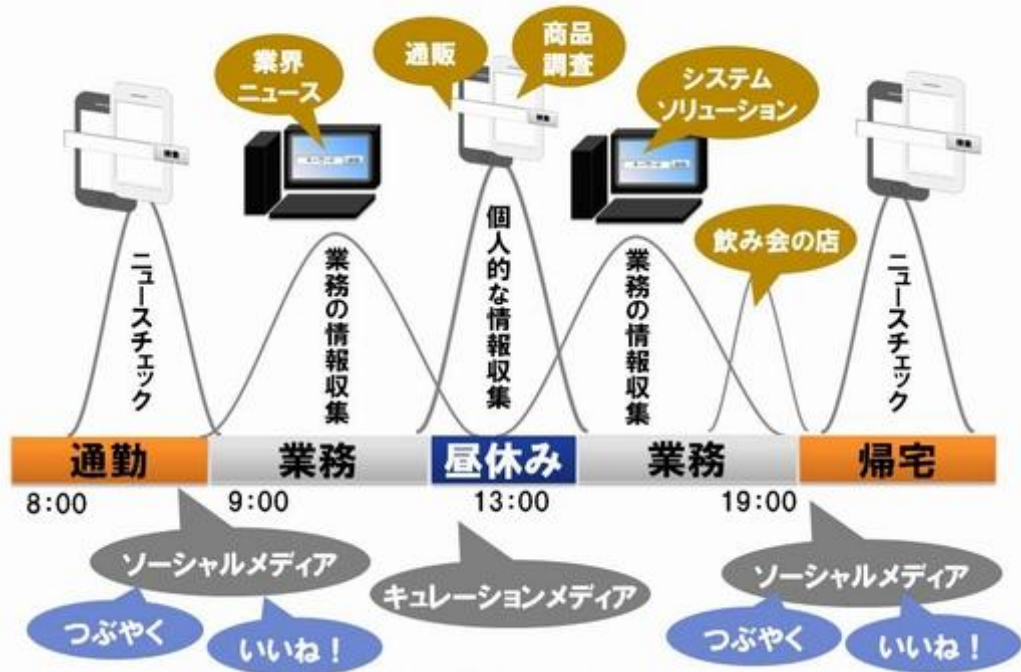 業界
ニュース
通販
商品
調査
システム
ソリューション
飲み会の店
ニュースチェック
業務の情報収集
個人的な情報収集
業務の情報収集
ニュースチェック
通勤
業務
昼休み
業務
帰宅
8:00
9:00
13:00
19:00
ソーシャルメディア
つぶやく
いいね！
キュレーションメディア
ソーシャルメディア
つぶやく
いいね！